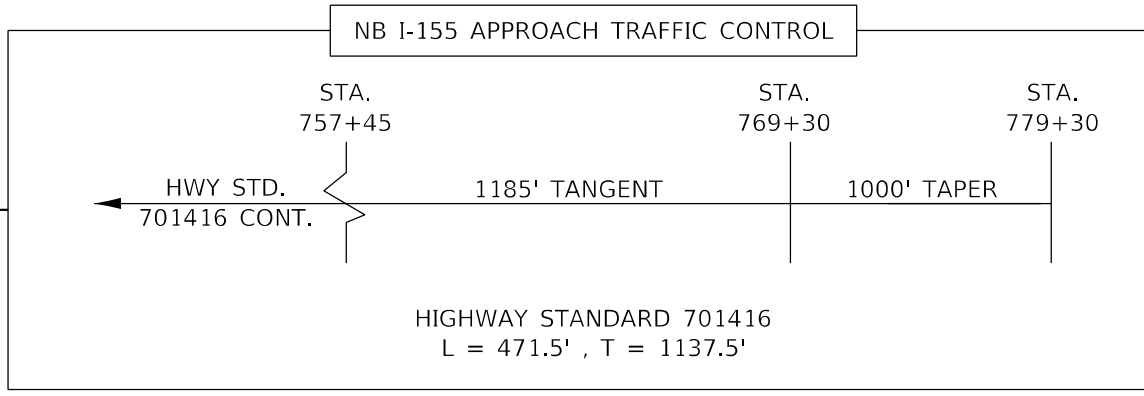 NB I-155 APPROACH TRAFFIC CONTROL
STA.
757+45
STA.
769+30
STA.
779+30
HWY STD.
701416 CONT.
1185' TANGENT
1000' TAPER
HIGHWAY STANDARD 701416
L = 471.5' , T = 1137.5'